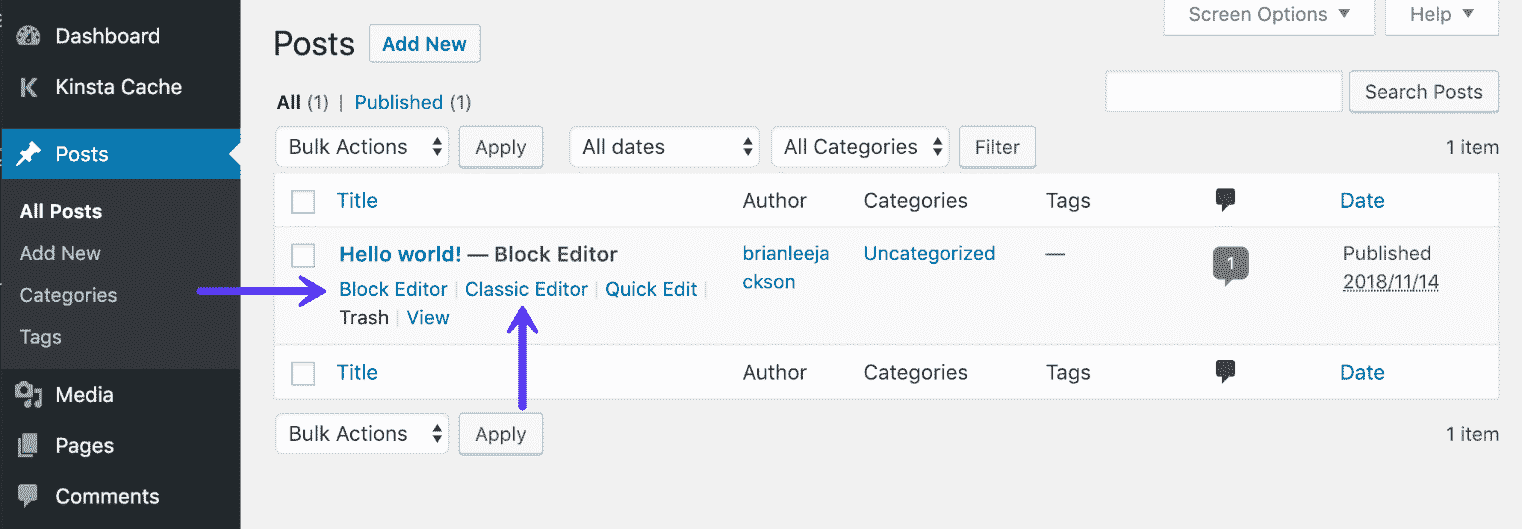 Dashboard
Kinsta Cache
Posts
All Posts
Add New
Categories
Tags
Media
Pages
Comments
Screen Options ▼ Help ▼
Posts Add New
All (1) | Published (1)
Search Posts
Bulk Actions Apply All dates All Categories Filter 1 item
Title Author Categories Tags Date
Hello world! — Block Editor brianleeja Uncategorized — 1 Published
Block Editor | Classic Editor | Quick Edit | ckson 2018/11/14
Trash | View
Title Author Categories Tags Date
Bulk Actions Apply 1 item